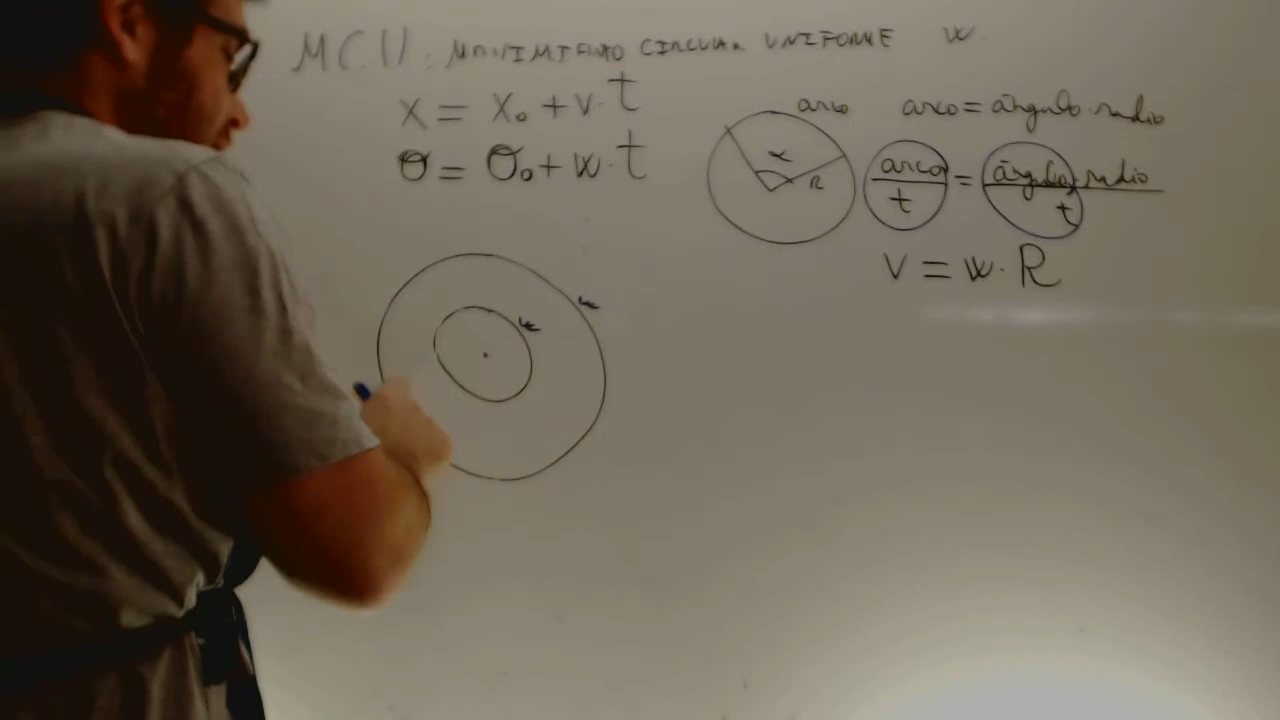 MCU: MOVIMIENTO CIRCULAR UNIFORME w
x = x₀ + v · t
θ = θ₀ + w · t
arco
α
R
arco = ángulo · radio
arco/t = ángulo · radio/t
v = w · R
w
w